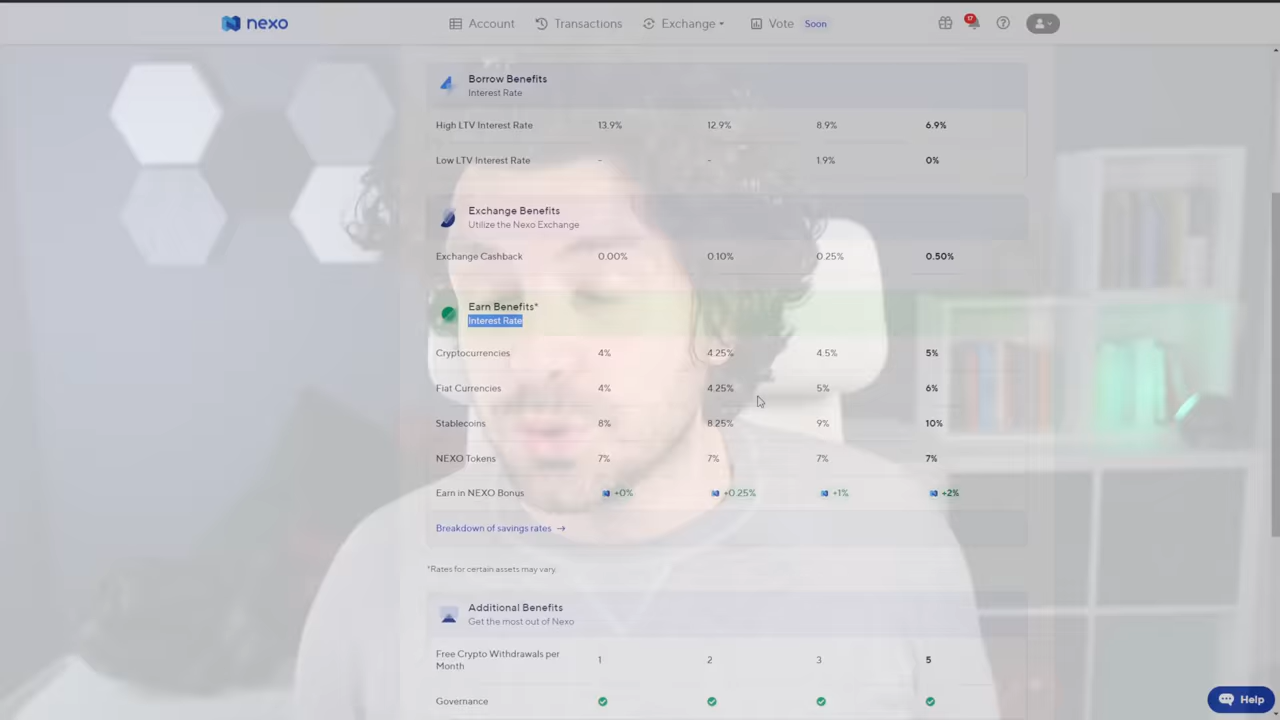 nexo Account Transactions Exchange Vote Soon 17
Borrow Benefits
Interest Rate
High LTV Interest Rate 13.9% 12.9% 8.9% 6.9%
Low LTV Interest Rate - - 1.9% 0%
Exchange Benefits
Utilize the Nexo Exchange
Exchange Cashback 0.00% 0.10% 0.25% 0.50%
Earn Benefits*
Interest Rate
Cryptocurrencies 4% 4.25% 4.5% 5%
Fiat Currencies 4% 4.25% 5% 6%
Stablecoins 8% 8.25% 9% 10%
NEXO Tokens 7% 7% 7% 7%
Earn in NEXO Bonus +0% +0.25% +1% +2%
Breakdown of savings rates →
*Rates for certain assets may vary.
Additional Benefits
Get the most out of Nexo
Free Crypto Withdrawals per
Month 1 2 3 5
Governance
Help